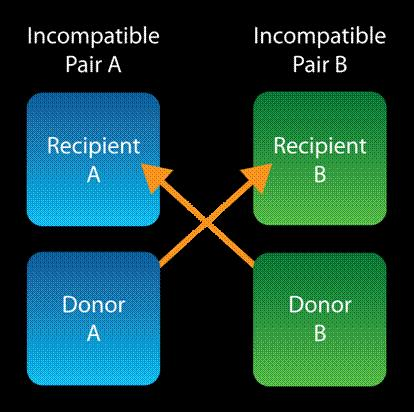 Incompatible
Pair A
Incompatible
Pair B
Recipient
A
Recipient
B
Donor
A
Donor
B